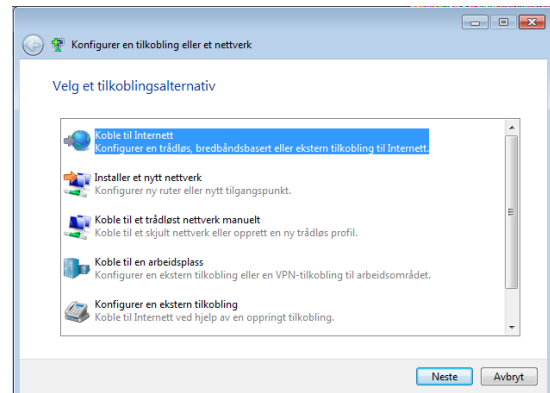 Konfigurer en tilkobling eller et nettverk
Velg et tilkoblingsalternativ
Koble til Internett
Konfigurer en trådløs, bredbåndsbasert eller ekstern tilkobling til Internett.
Installer et nytt nettverk
Konfigurer ny ruter eller nytt tilgangspunkt.
Koble til et trådløst nettverk manuelt
Koble til et skjult nettverk eller opprett en ny trådløs profil.
Koble til en arbeidsplass
Konfigurer en ekstern tilkobling eller en VPN-tilkobling til arbeidsområdet.
Konfigurer en ekstern tilkobling
Koble til Internett ved hjelp av en oppringt tilkobling.
Neste Avbryt